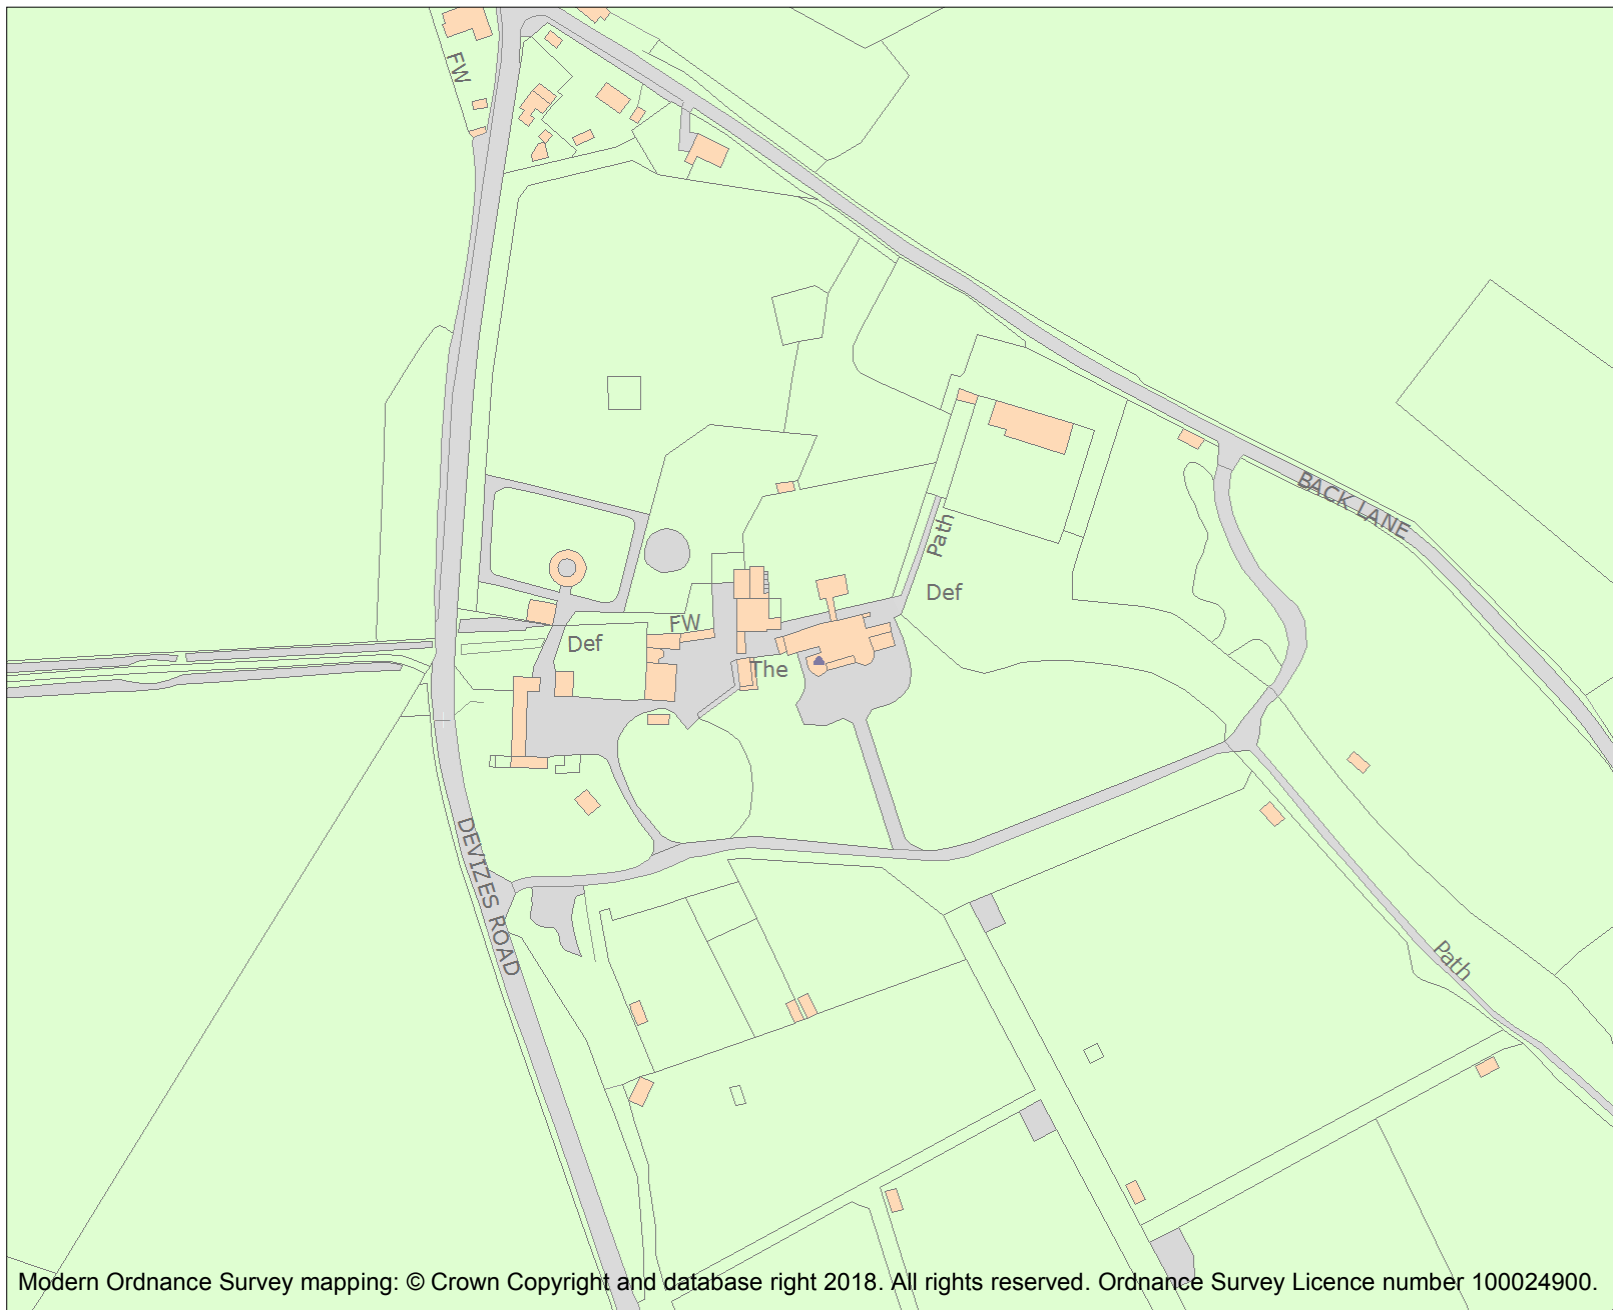 FW
BACK LANE
Path
Def
FW
Def
The
DEVIZES ROAD
Path
Modern Ordnance Survey mapping: © Crown Copyright and database right 2018. All rights reserved. Ordnance Survey Licence number 100024900.